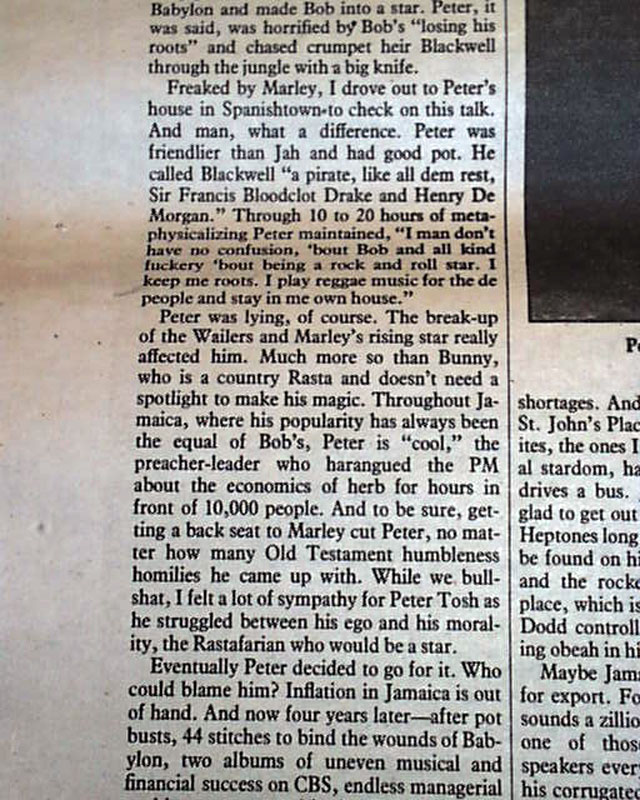 Babylon and made Bob into a star. Peter, it
was said, was horrified by Bob's "losing his
roots" and chased crumpet heir Blackwell
through the jungle with a big knife.
Freaked by Marley, I drove out to Peter's
house in Spanishtown to check on this talk.
And man, what a difference. Peter was
friendlier than Jah and had good pot. He
called Blackwell "a pirate, like all dem rest,
Sir Francis Bloodclot Drake and Henry De
Morgan." Through 10 to 20 hours of meta-
physicalizing Peter maintained, "I man don't
have no confusion, 'bout Bob and all kind
fuckery 'bout being a rock and roll star. I
keep me roots. I play reggae music for the de
people and stay in me own house."
Peter was lying, of course. The break-up
of the Wailers and Marley's rising star really
affected him. Much more so than Bunny,
who is a country Rasta and doesn't need a
spotlight to make his magic. Throughout Ja-
maica, where his popularity has always been
the equal of Bob's, Peter is "cool," the
preacher-leader who harangued the PM
about the economics of herb for hours in
front of 10,000 people. And to be sure, get-
ting a back seat to Marley cut Peter, no mat-
ter how many Old Testament humbleness
homilies he came up with. While we bull-
shat, I felt a lot of sympathy for Peter Tosh as
he struggled between his ego and his moral-
ity, the Rastafarian who would be a star.
Eventually Peter decided to go for it. Who
could blame him? Inflation in Jamaica is out
of hand. And now four years later—after pot
busts, 44 stitches to bind the wounds of Bab-
ylon, two albums of uneven musical and
financial success on CBS, endless managerial
shortages. And
St. John's Plac
ites, the ones I
al stardom, ha
drives a bus.
glad to get out
Heptones long
be found on hi
and the rocke
place, which is
Dodd controll
ing obeah in hi
Maybe Jam
for export. Fo
sounds a zillio
one of thos
speakers ever
his corrugated